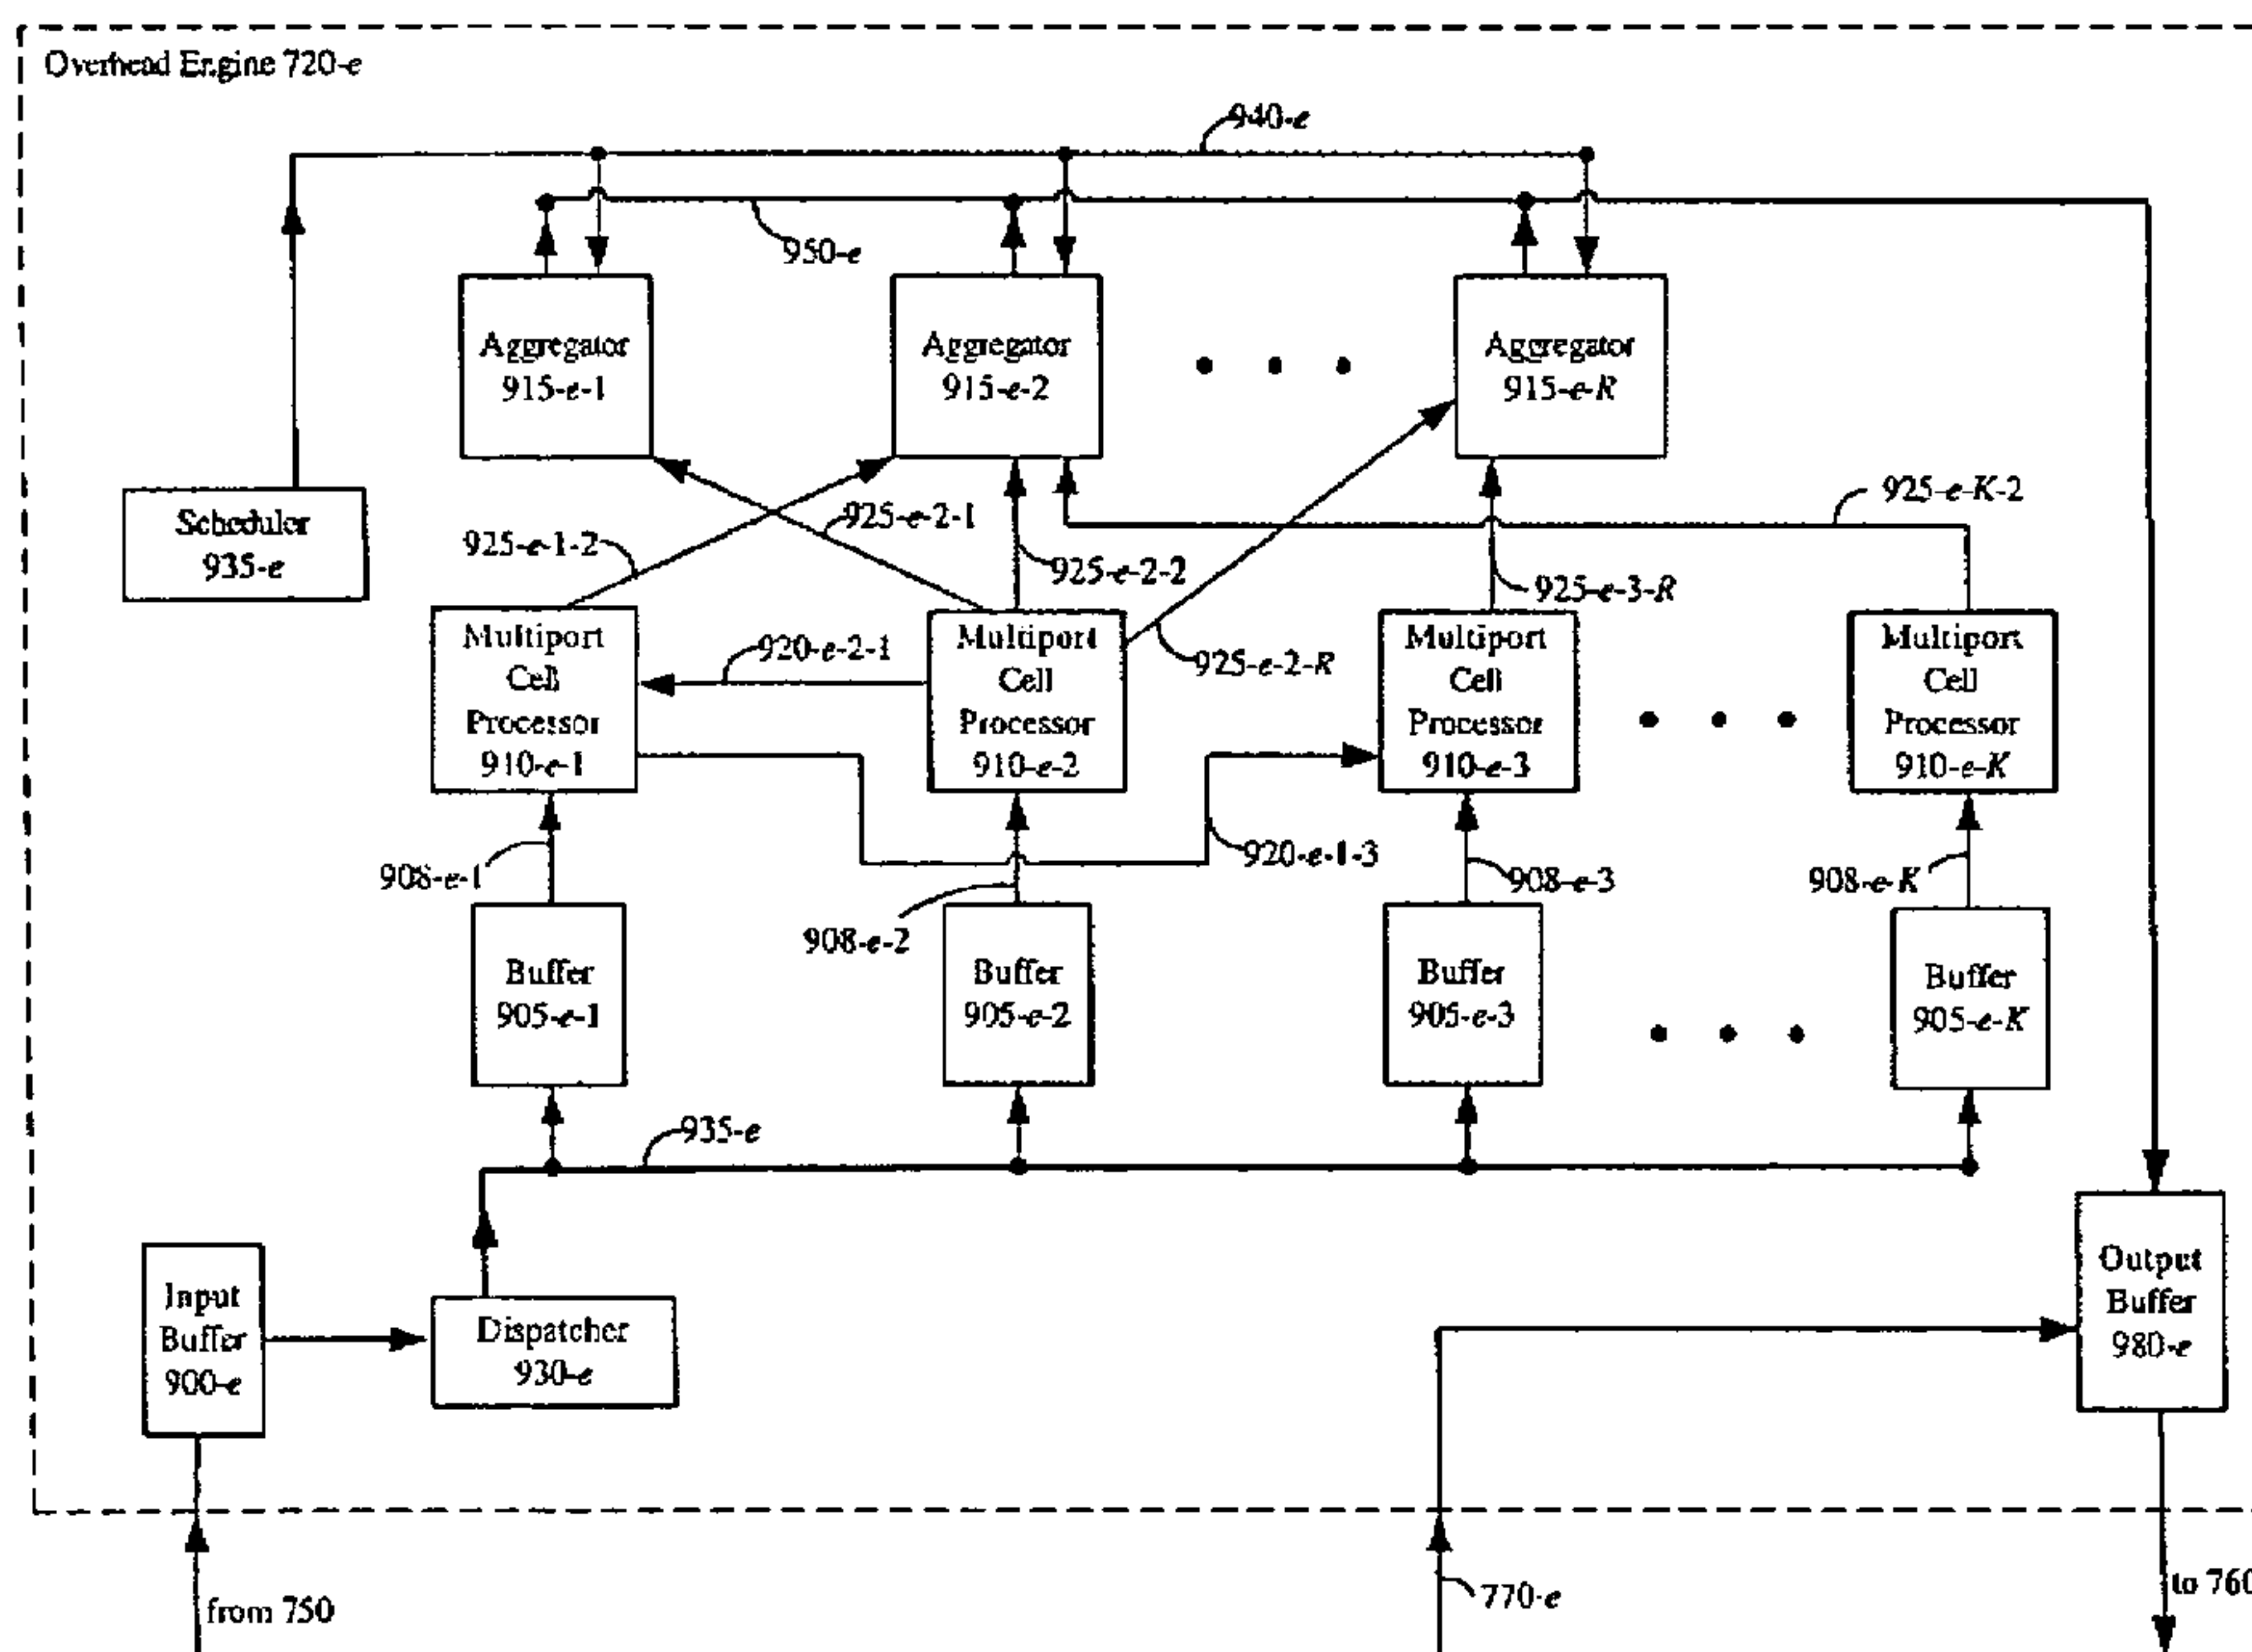 Overhead Engine 720-e
940-e
950-e
Aggregator
915-e-1
Aggregator
915-e-2
Aggregator
915-e-R
Scheduler
935-e
925-e-1-2
925-e-2-1
925-e-2-2
925-e-K-2
925-e-3-R
925-e-2-R
Multiport
Cell
Processor
910-e-1
920-e-2-1
Multiport
Cell
Processor
910-e-2
Multiport
Cell
Processor
910-e-3
Multiport
Cell
Processor
910-e-K
908-e-1
908-e-2
920-e-1-3
908-e-3
908-e-K
Buffer
905-e-1
Buffer
905-e-2
Buffer
905-e-3
Buffer
905-e-K
935-e
Input
Buffer
900-e
Dispatcher
930-e
Output
Buffer
980-e
from 750
770-e
to 760